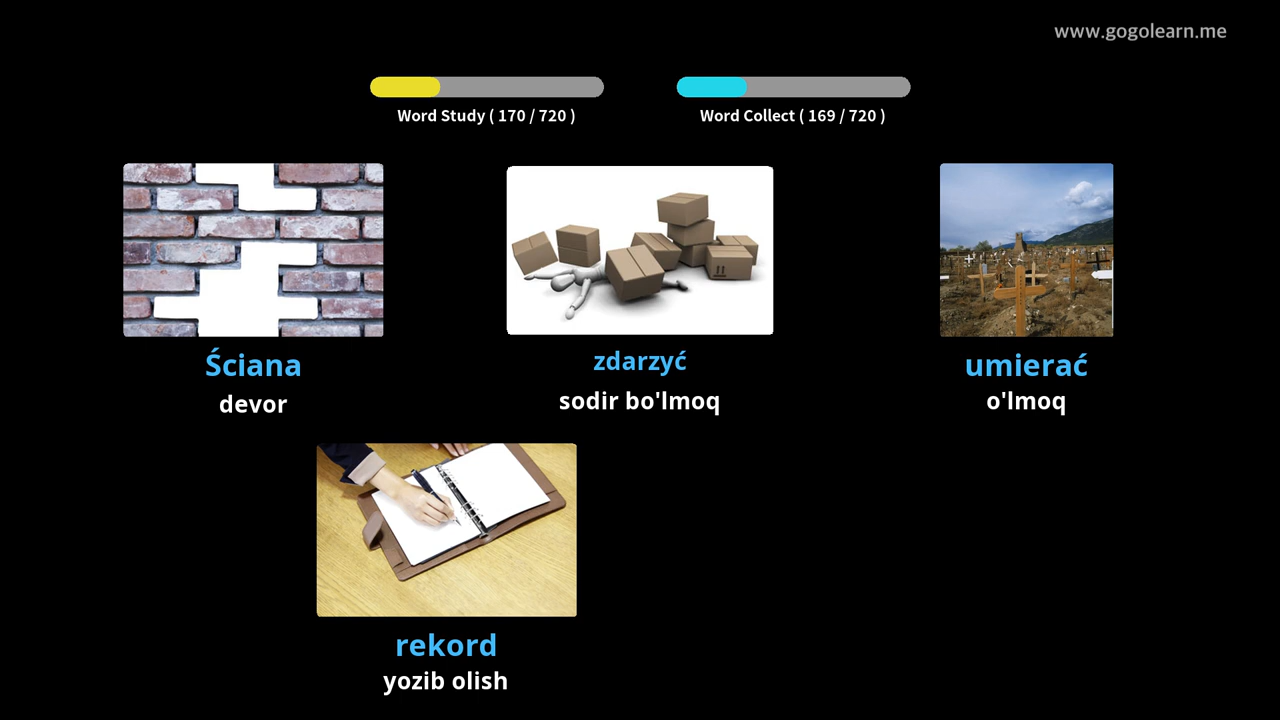 www.gogolearn.me
Word Study ( 170 / 720 )
Word Collect ( 169 / 720 )
Ściana
devor
zdarzyć
sodir bo'lmoq
umierać
o'lmoq
rekord
yozib olish